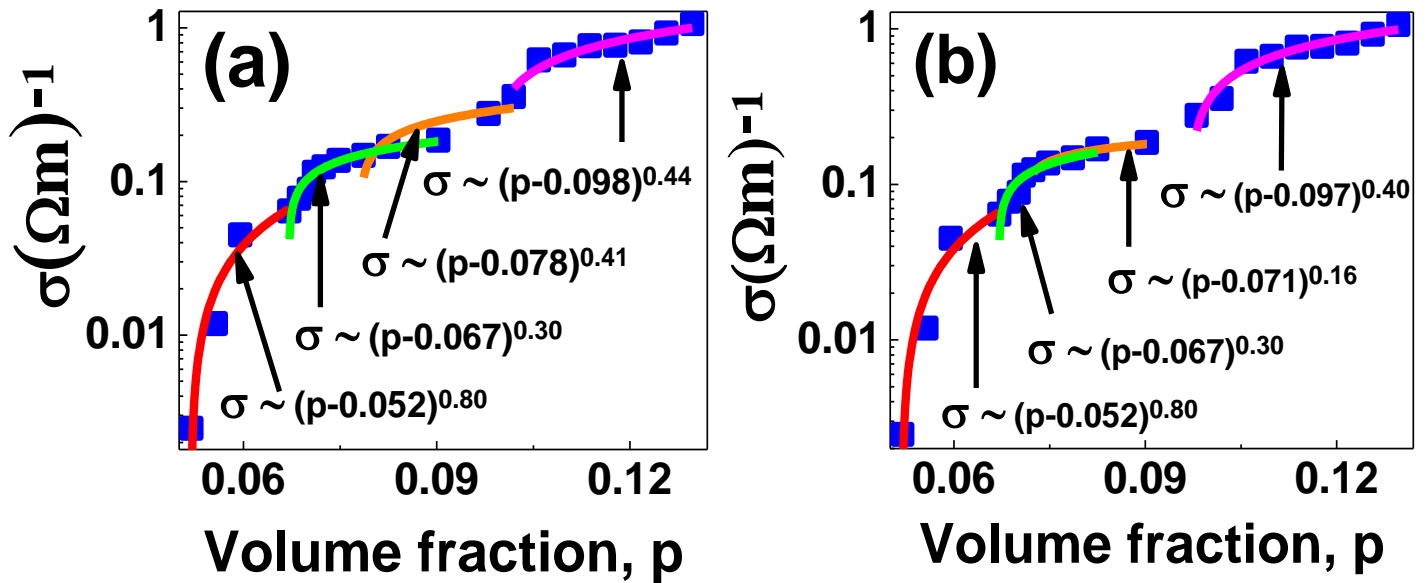 (a)
σ(Ωm)-1
1
0.1
0.01
σ ~ (p-0.098)0.44
σ ~ (p-0.078)0.41
σ ~ (p-0.067)0.30
σ ~ (p-0.052)0.80
0.06 0.09 0.12
Volume fraction, p
(b)
σ(Ωm)-1
1
0.1
0.01
σ ~ (p-0.097)0.40
σ ~ (p-0.071)0.16
σ ~ (p-0.067)0.30
σ ~ (p-0.052)0.80
0.06 0.09 0.12
Volume fraction, p